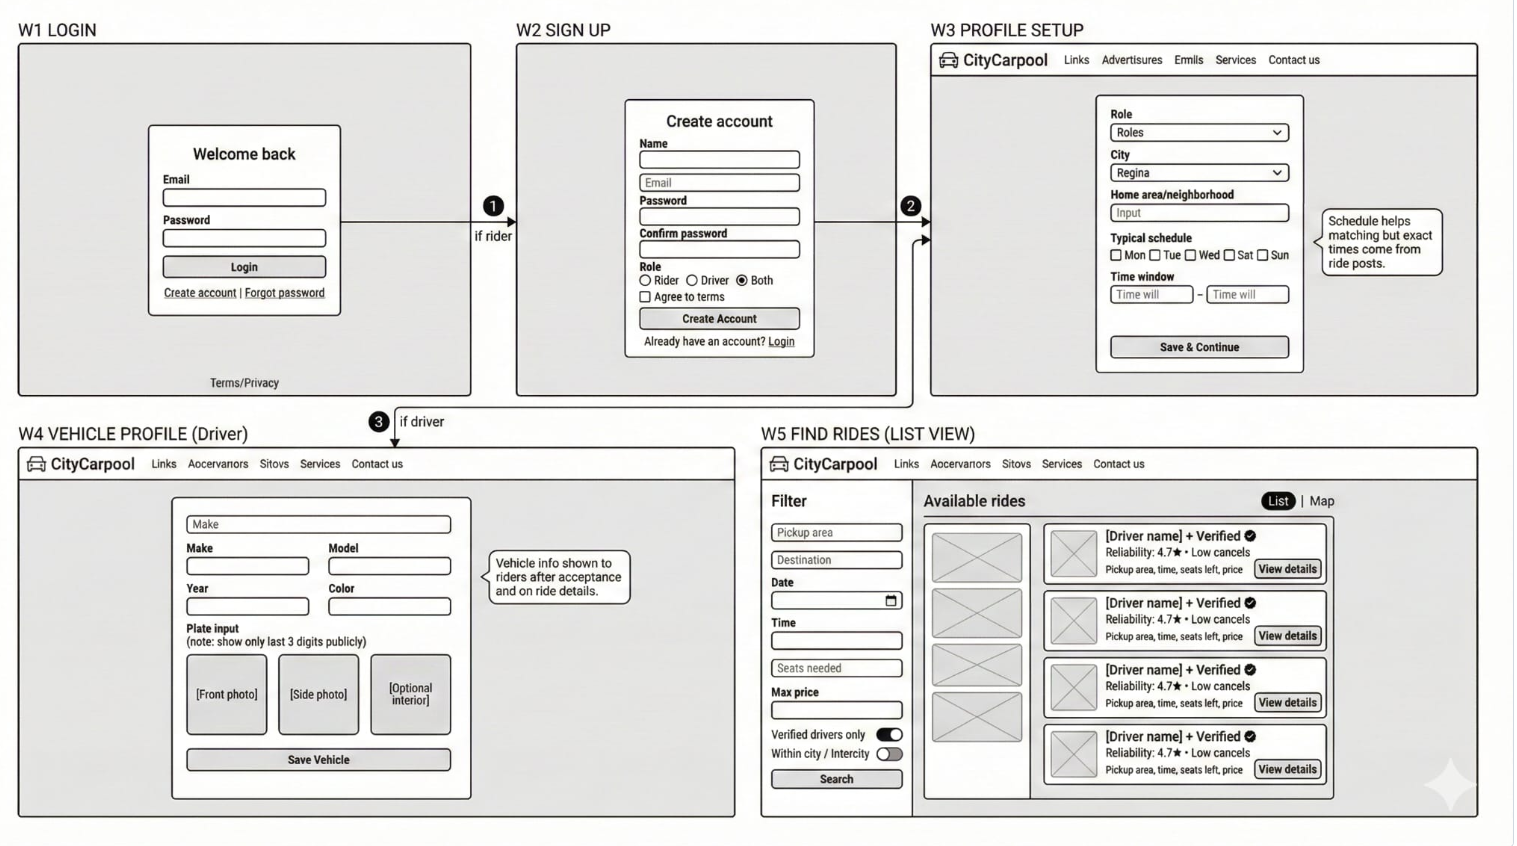 W1 LOGIN
Welcome back
Email
Password
Login
Create account | Forgot password
Terms/Privacy
1
if rider
W2 SIGN UP
Create account
Name
Email
Password
Confirm password
Role
Rider Driver Both
Agree to terms
Create Account
Already have an account? Login
2
W3 PROFILE SETUP
CityCarpool Links Advertisures Ermils Services Contact us
Role
Roles
City
Regina
Home area/neighborhood
Input
Typical schedule
Mon Tue Wed Sat Sun
Time window
Time will – Time will
Save & Continue
Schedule helps
matching but exact
times come from
ride posts.
3
if driver
W4 VEHICLE PROFILE (Driver)
CityCarpool Links Aocervanors Sitovs Services Contact us
Make
Make Model
Year Color
Plate input
(note: show only last 3 digits publicly)
[Front photo] [Side photo] [Optional
interior]
Save Vehicle
Vehicle info shown to
riders after acceptance
and on ride details.
W5 FIND RIDES (LIST VIEW)
CityCarpool Links Aocervarıors Sitovs Services Contact us
Filter
Pickup area
Destination
Date
Time
Seats needed
Max price
Verified drivers only
Within city / Intercity
Search
Available rides
List | Map
[Driver name] + Verified
Reliability: 4.7★ • Low cancels
Pickup area, time, seats left, price View details
[Driver name] + Verified
Reliability: 4.7★ • Low cancels
Pickup area, time, seats left, price View details
[Driver name] + Verified
Reliability: 4.7★ • Low cancels
Pickup area, time, seats left, price View details
[Driver name] + Verified
Reliability: 4.7★ • Low cancels
Pickup area, time, seats left, price View details